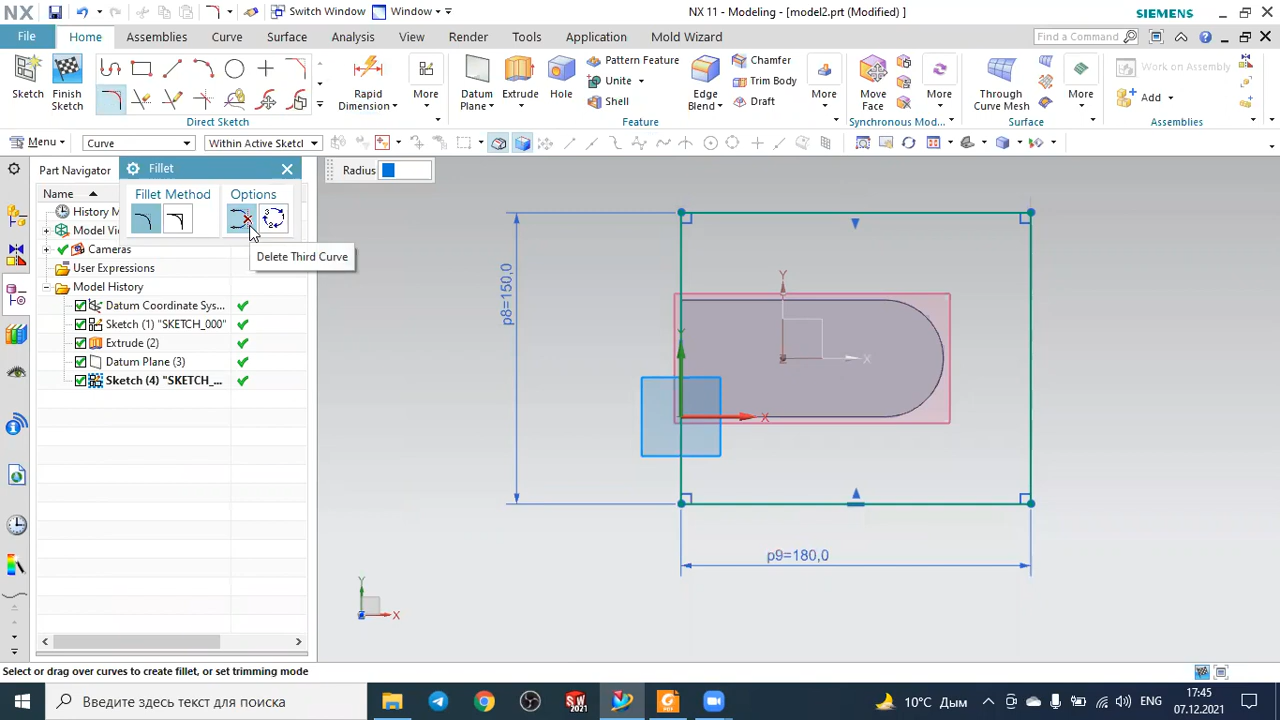 NX
Switch Window
Window
NX 11 - Modeling - [model2.prt (Modified) ]
SIEMENS
File
Home
Assemblies
Curve
Surface
Analysis
View
Render
Tools
Application
Mold Wizard
Find a Command
Sketch
Finish Sketch
Rapid Dimension
More
Direct Sketch
Datum Plane
Extrude
Hole
Pattern Feature
Unite
Shell
Edge Blend
Chamfer
Trim Body
Draft
More
Feature
Move Face
More
Synchronous Mod...
Through Curve Mesh
More
Surface
Work on Assembly
Add
Assemblies
Menu
Curve
Within Active Sketcl
Part Navigator
Name
History M
Model Vi
Cameras
User Expressions
Model History
Datum Coordinate Sys...
Sketch (1) "SKETCH_000"
Extrude (2)
Datum Plane (3)
Sketch (4) "SKETCH_...
Fillet
Fillet Method
Options
Delete Third Curve
Radius
p8=150,0
p9=180,0
Y
X
Y
X
Y
X
Select or drag over curves to create fillet, or set trimming mode
Введите здесь текст для поиска
SW
2021
10°C Дым
ENG
17:45
07.12.2021